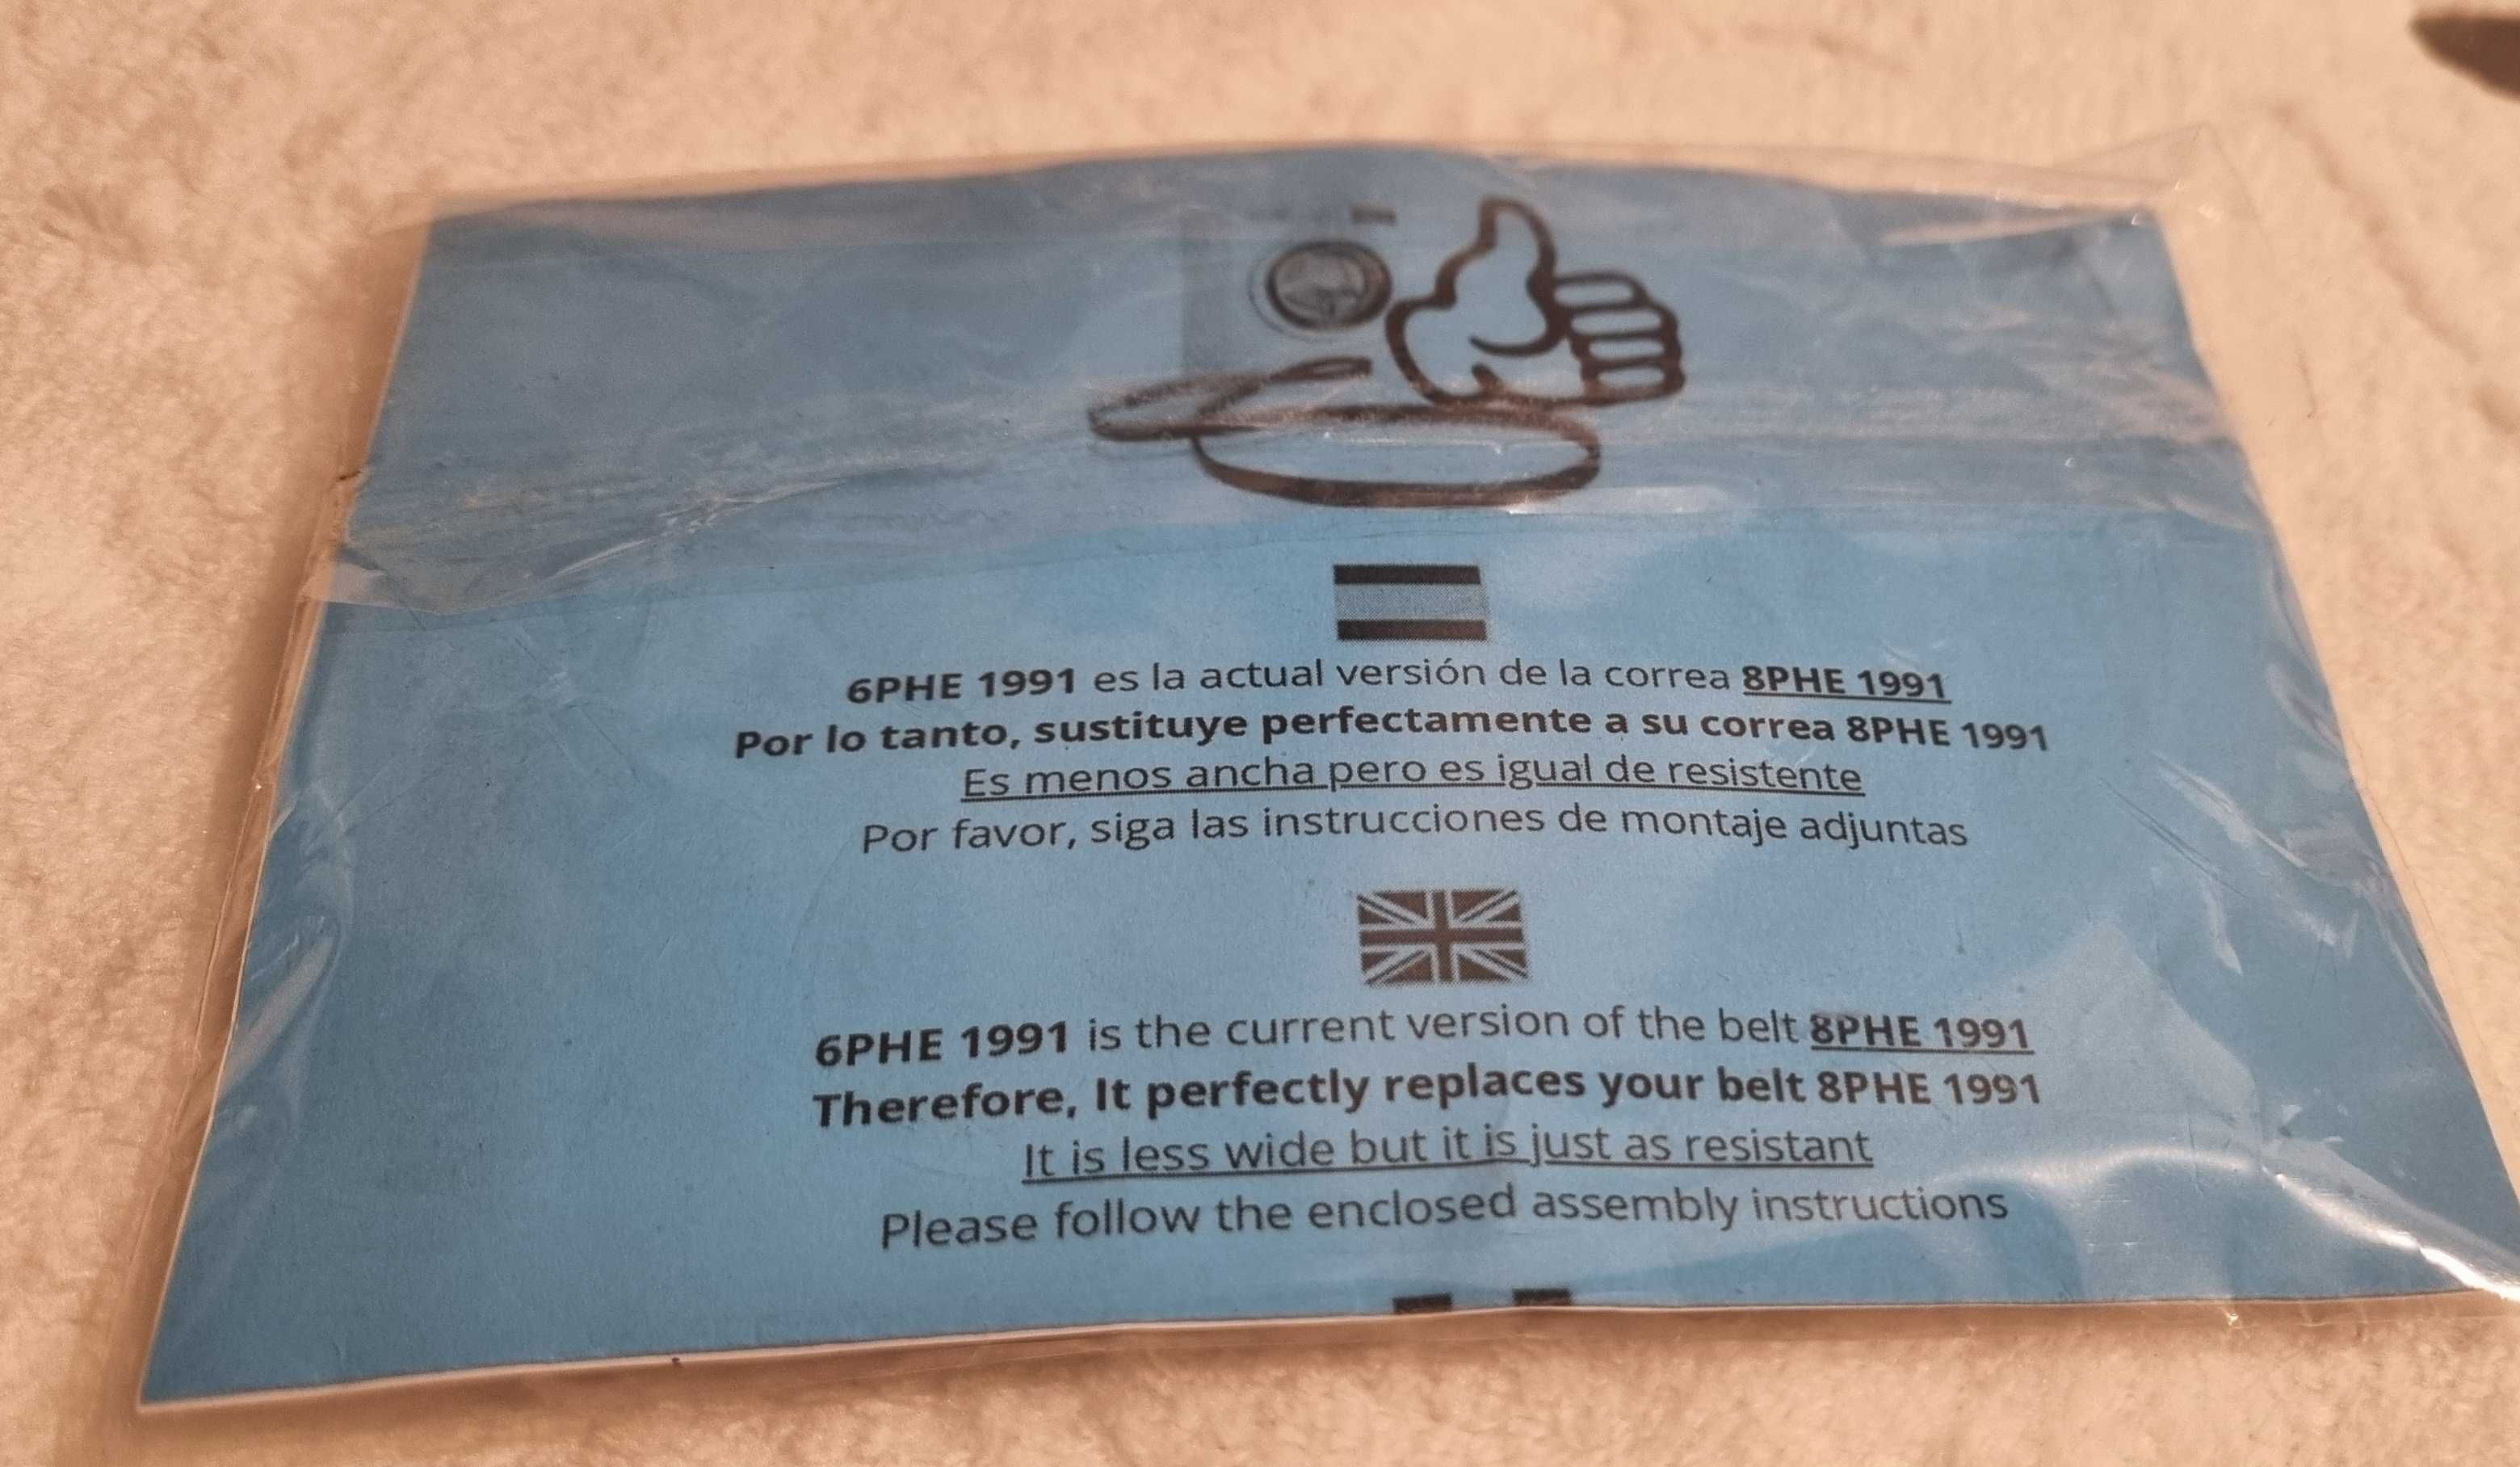 6PHE 1991 es la actual versión de la correa 8PHE 1991
Por lo tanto, sustituye perfectamente a su correa 8PHE 1991
Es menos ancha pero es igual de resistente
Por favor, siga las instrucciones de montaje adjuntas
6PHE 1991 is the current version of the belt 8PHE 1991
Therefore, It perfectly replaces your belt 8PHE 1991
It is less wide but it is just as resistant
Please follow the enclosed assembly instructions